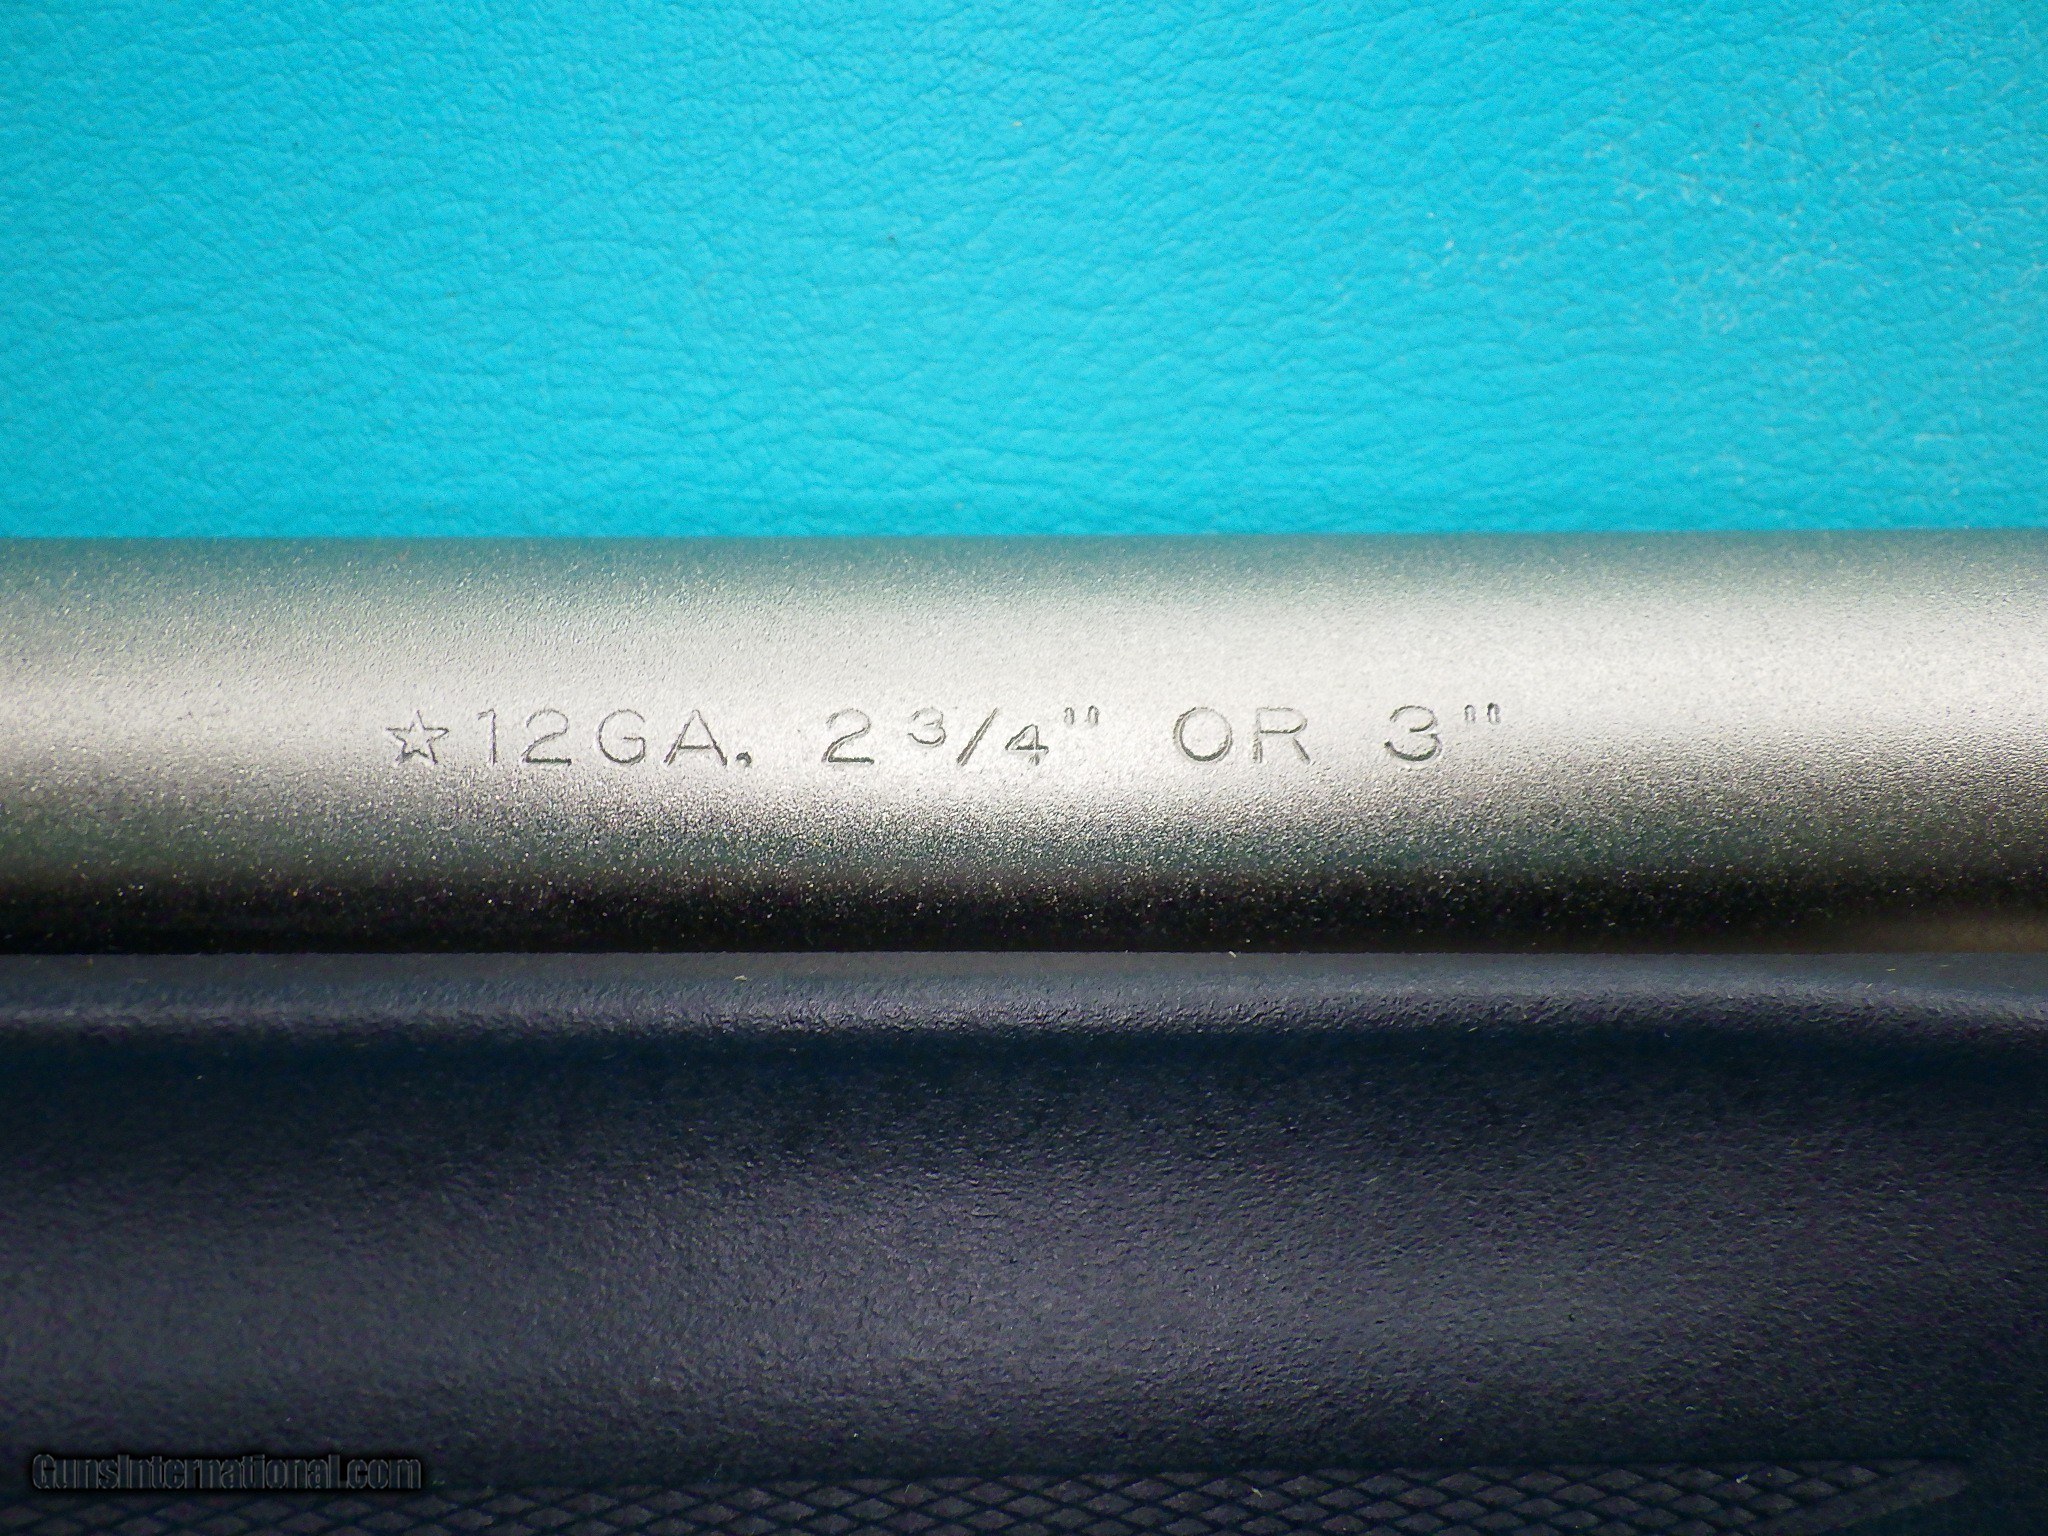 ☆12GA. 2 3/4" OR 3"
GunsInternational.com